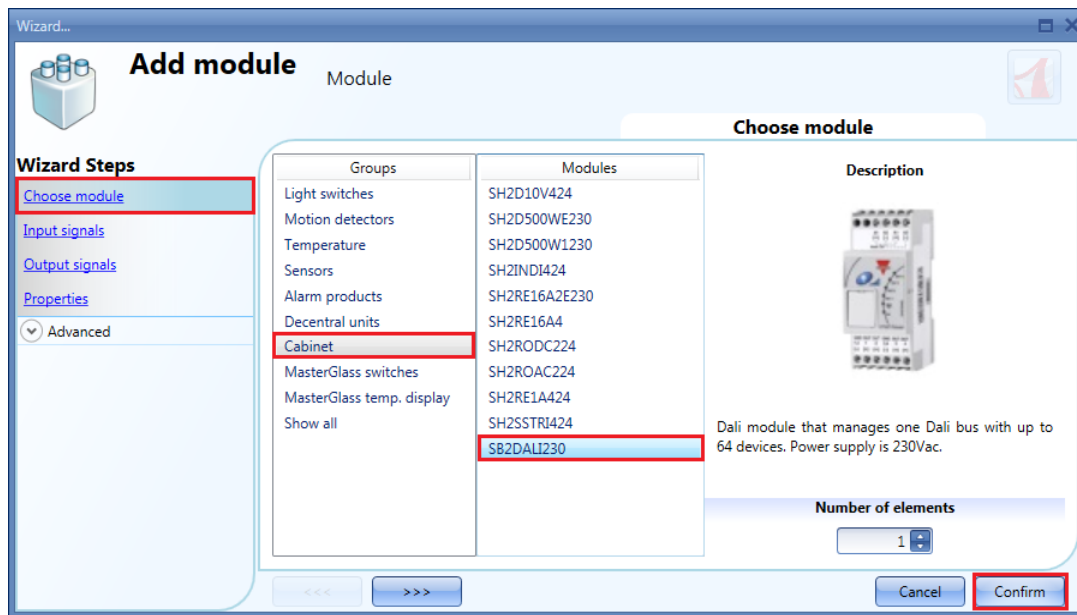 Wizard...
Add module
Module
Choose module
Wizard Steps
Choose module
Input signals
Output signals
Properties
Advanced
Groups
Light switches
Motion detectors
Temperature
Sensors
Alarm products
Decentral units
Cabinet
MasterGlass switches
MasterGlass temp. display
Show all
Modules
SH2D10V424
SH2D500WE230
SH2D500W1230
SH2INDI424
SH2RE16A2E230
SH2RE16A4
SH2RODC224
SH2ROAC224
SH2RE1A424
SH2SSTRI424
SB2DALI230
Description
Dali module that manages one Dali bus with up to
64 devices. Power supply is 230Vac.
Number of elements
1
<<<
>>>
Cancel
Confirm